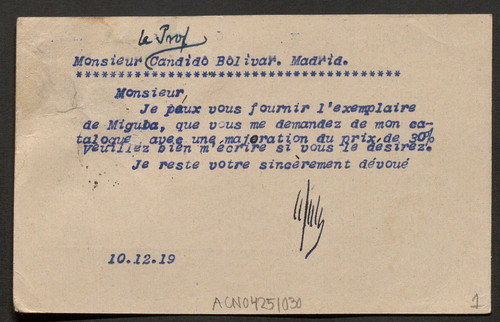 le Prof
Monsieur Candido Bolivar. Madrid.
****************************************
Monsieur,
Je peux vous fournir l'exemplaire
de Miguba, que vous me demandez de mon ca-
talogue, avec une majoration du prix de 30%
veuillez bien m'écrire si vous le desirez.
Je reste votre sincèrement dévoué
10.12.19
ACN0425/030
1